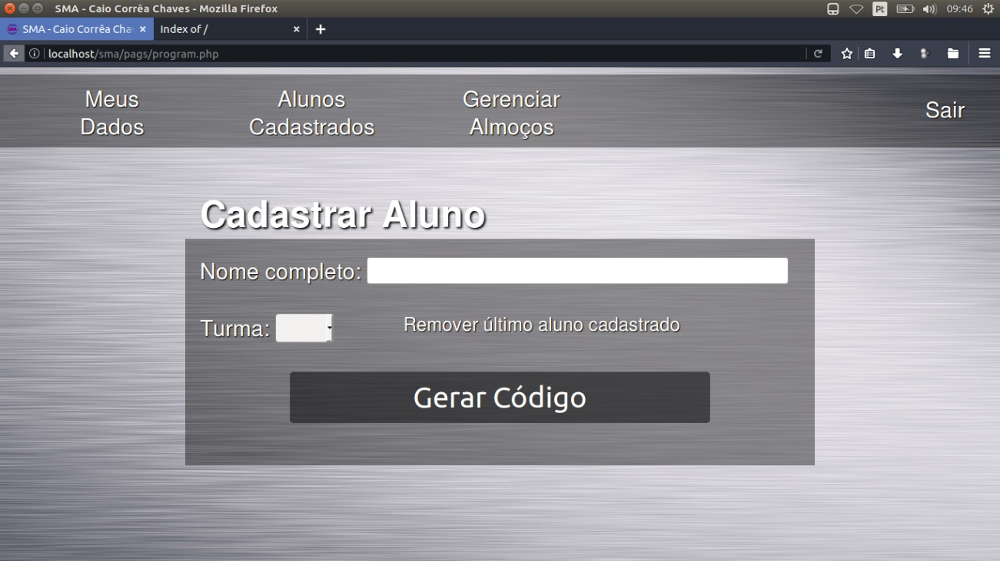 SMA - Caio Corrêa Chaves - Mozilla Firefox
Pt
09:46
SMA - Caio Corrêa Cha
Index of /
localhost/sma/pags/program.php
Meus
Dados
Alunos
Cadastrados
Gerenciar
Almoços
Sair
Cadastrar Aluno
Nome completo:
Turma:
Remover último aluno cadastrado
Gerar Código